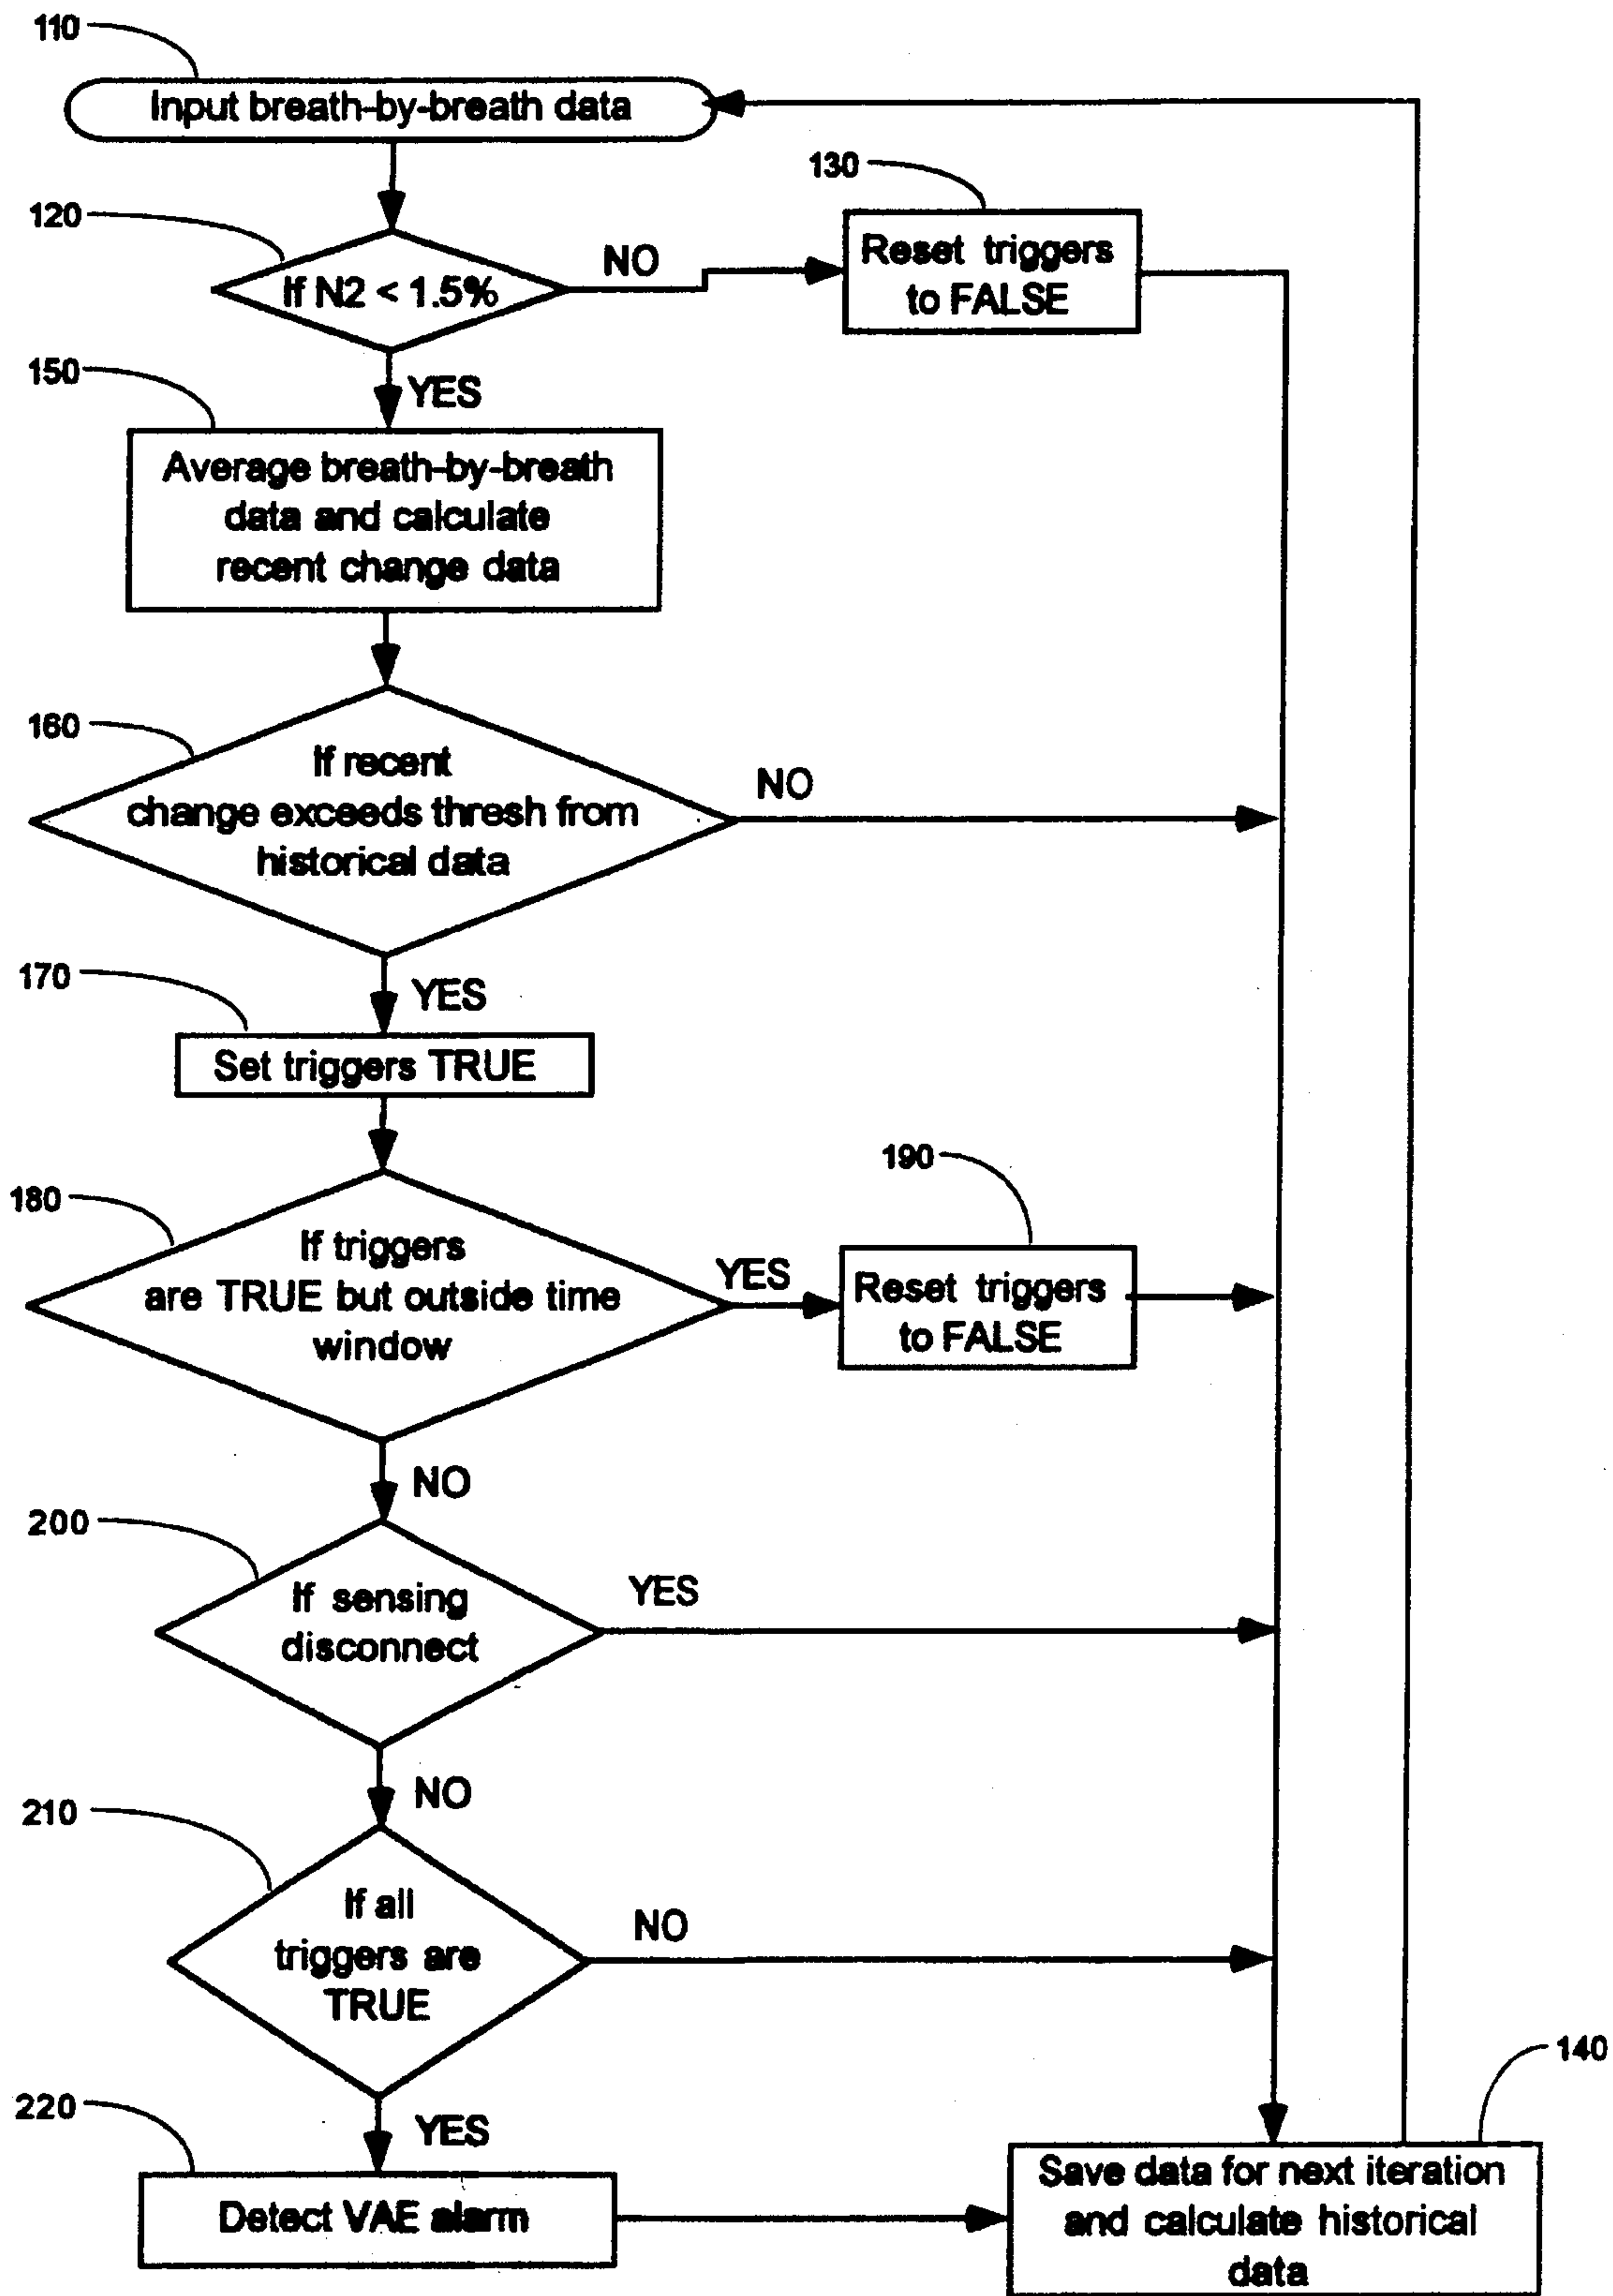 110
Input breath-by-breath data
130
120
If N2 < 1.5%
NO
Reset triggers
to FALSE
150
YES
Average breath-by-breath
data and calculate
recent change data
160
If recent
change exceeds thresh from
historical data
NO
170
YES
Set triggers TRUE
190
180
If triggers
are TRUE but outside time
window
YES
Reset triggers
to FALSE
NO
200
If sensing
disconnect
YES
NO
210
If all
triggers are
TRUE
NO
140
220
YES
Detect VAE alarm
Save data for next iteration
and calculate historical
data